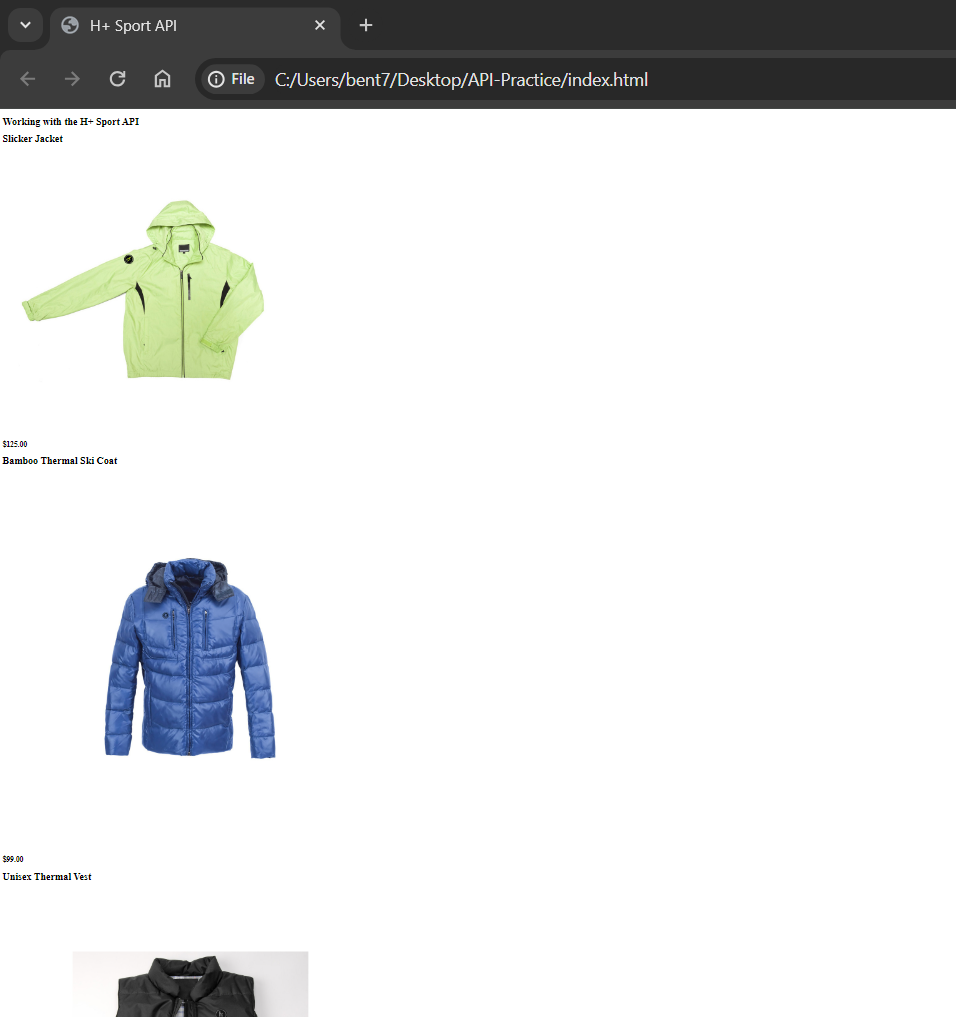 H+ Sport API
File C:/Users/bent7/Desktop/API-Practice/index.html
Working with the H+ Sport API
Slicker Jacket
$125.00
Bamboo Thermal Ski Coat
$99.00
Unisex Thermal Vest